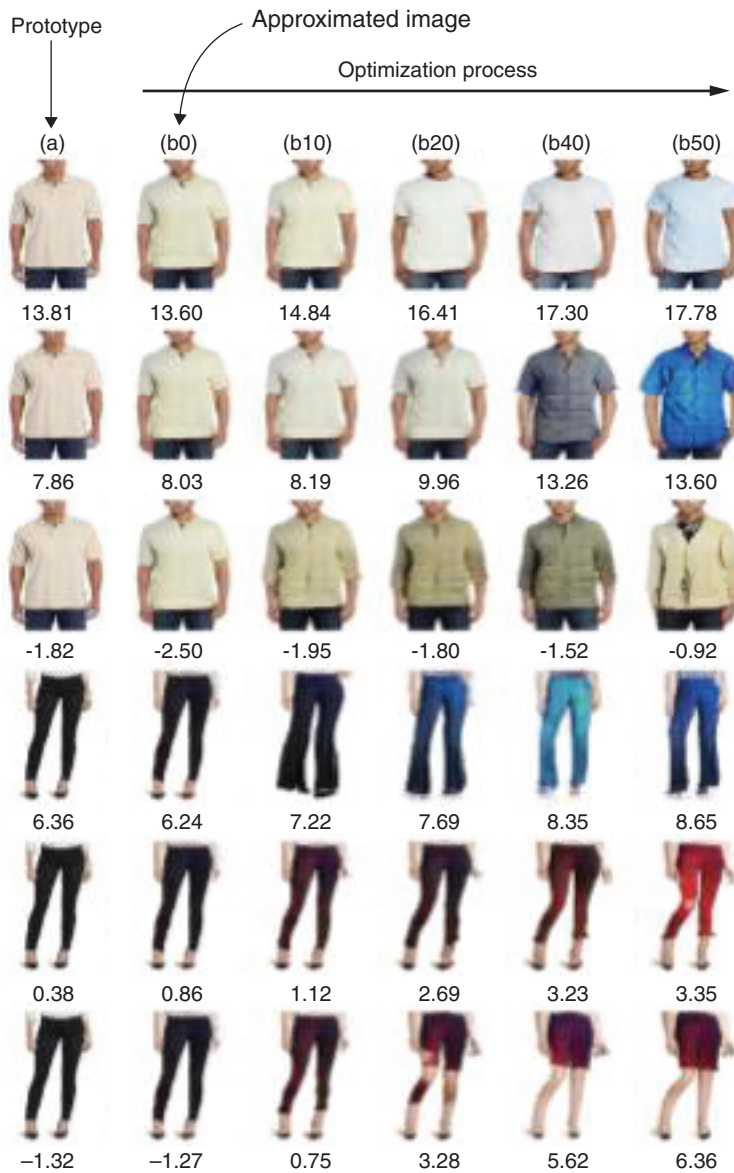 Prototype
Approximated image
Optimization process
(a) (b0) (b10) (b20) (b40) (b50)
13.81 13.60 14.84 16.41 17.30 17.78
7.86 8.03 8.19 9.96 13.26 13.60
-1.82 -2.50 -1.95 -1.80 -1.52 -0.92
6.36 6.24 7.22 7.69 8.35 8.65
0.38 0.86 1.12 2.69 3.23 3.35
–1.32 –1.27 0.75 3.28 5.62 6.36